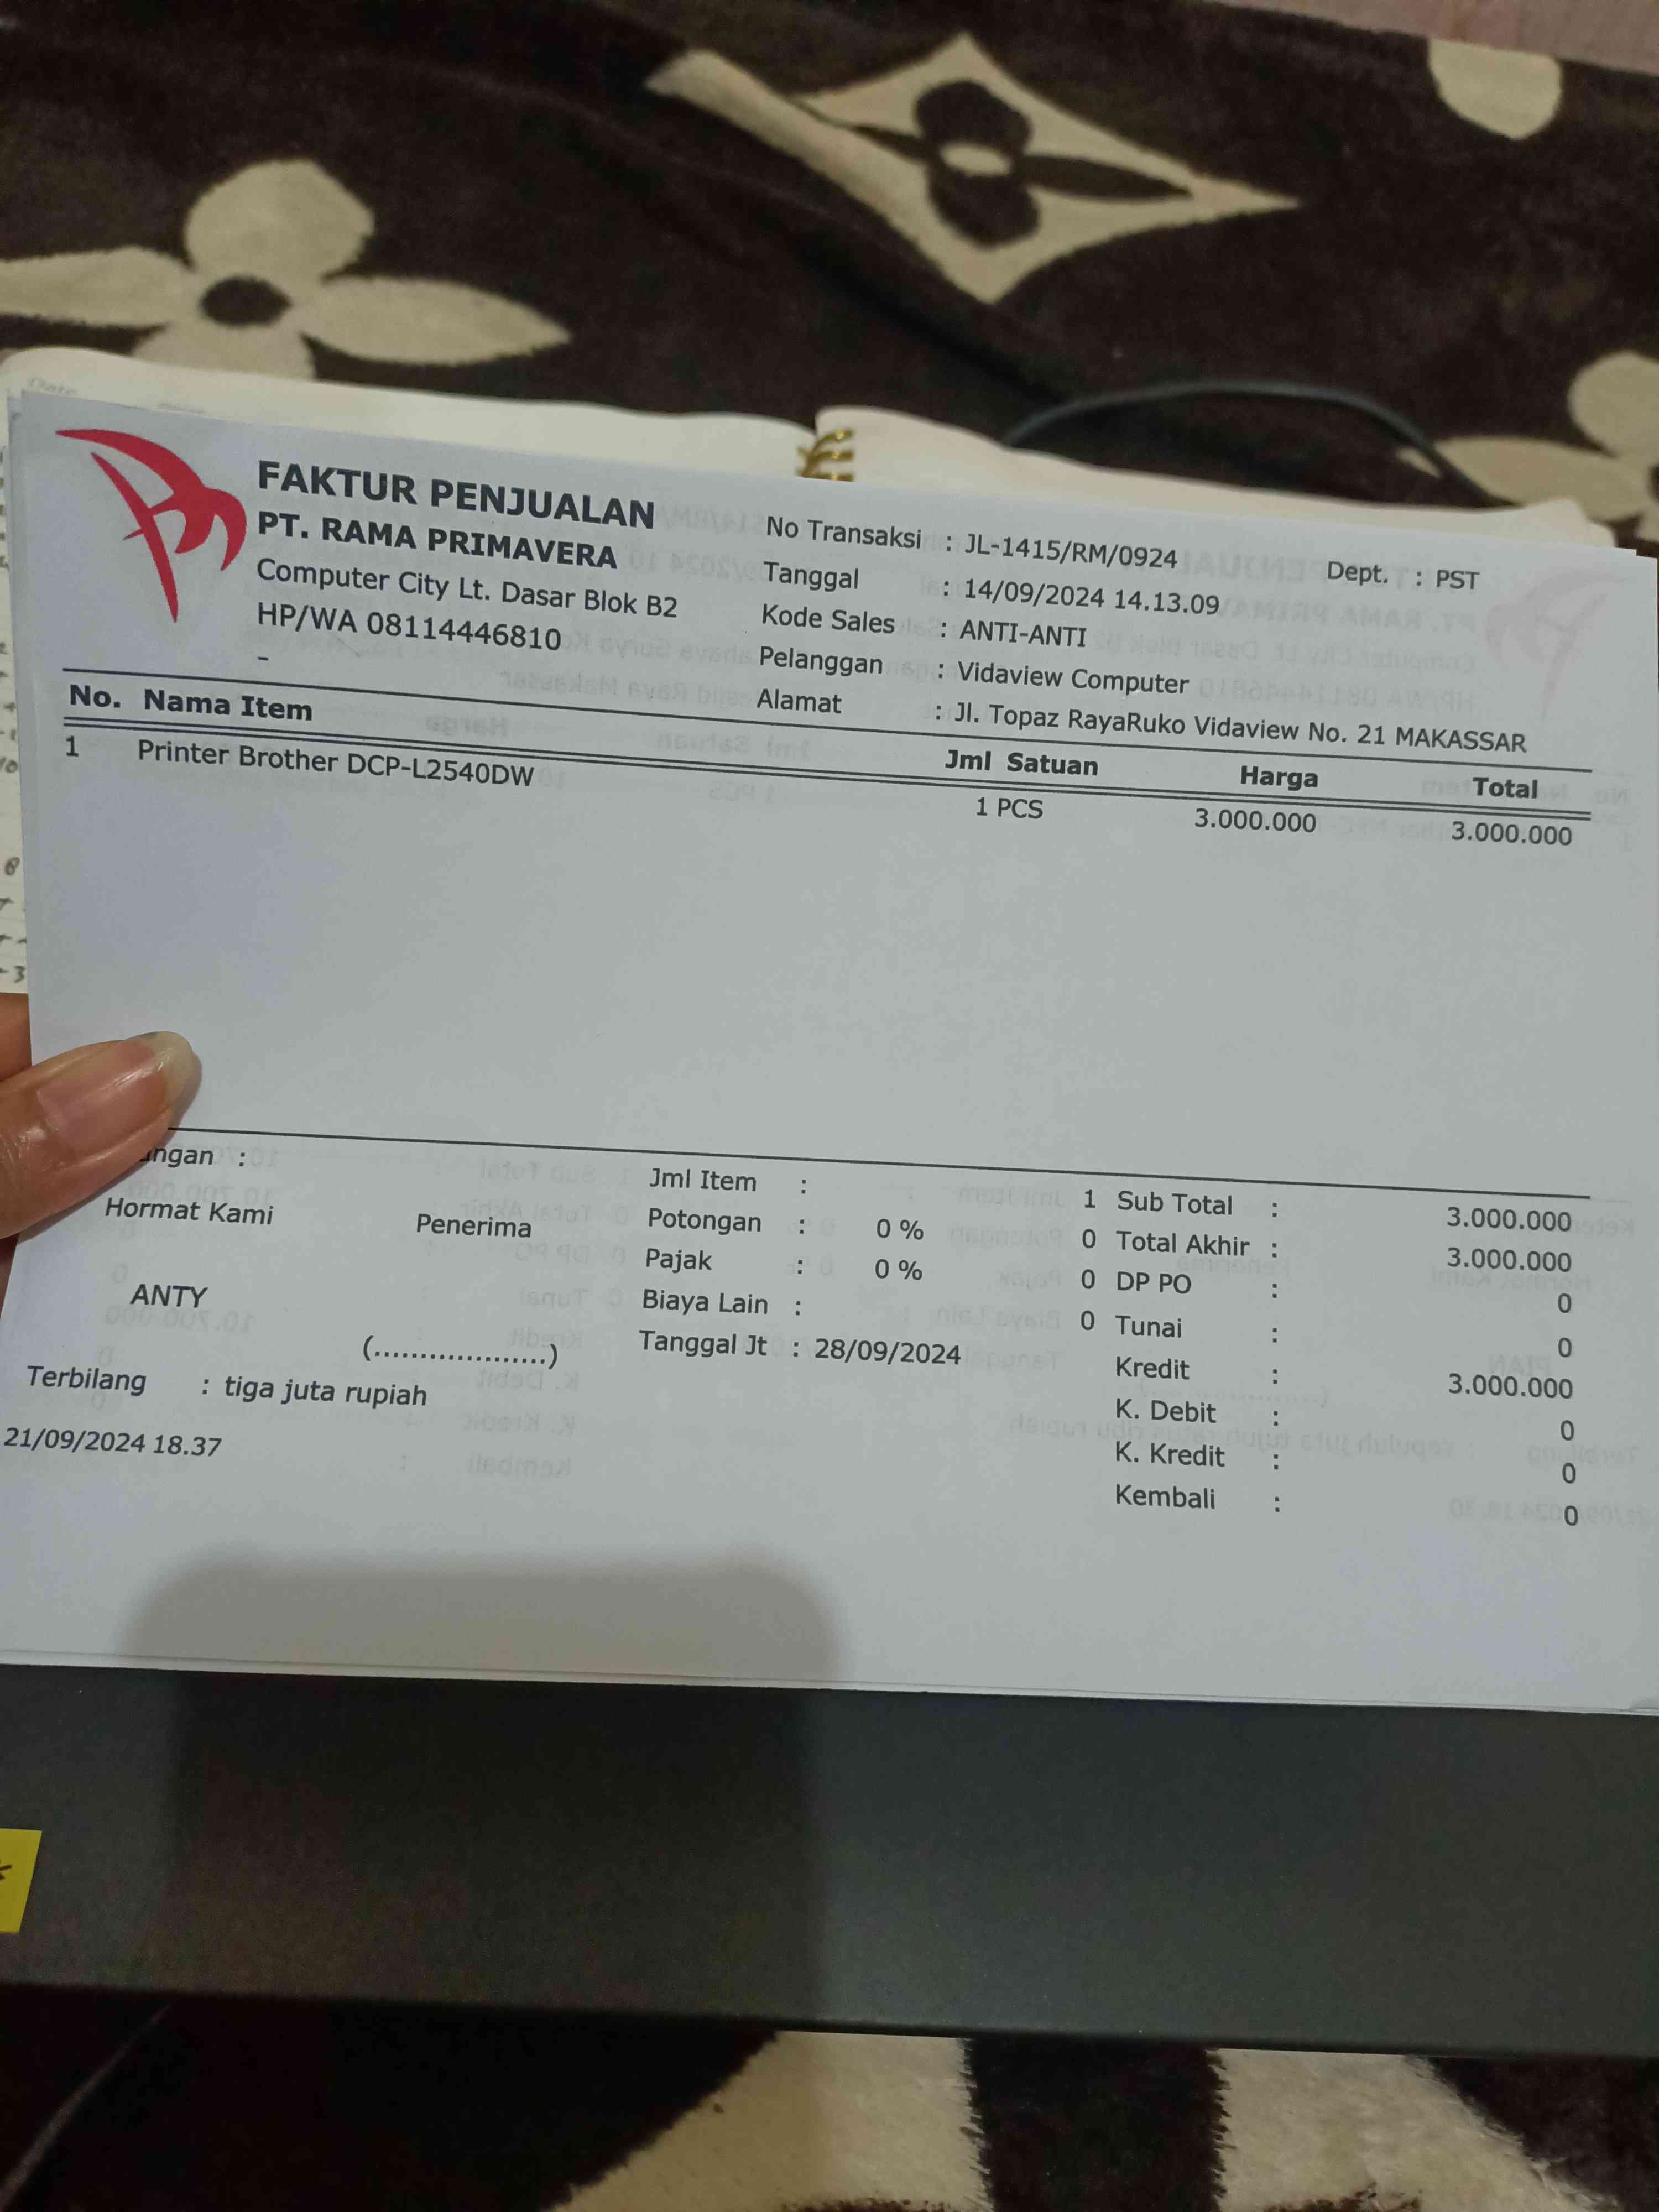 FAKTUR PENJUALAN
PT. RAMA PRIMAVERA
Computer City Lt. Dasar Blok B2
HP/WA 08114446810
-
No Transaksi : JL-1415/RM/0924 Dept. : PST
Tanggal : 14/09/2024 14.13.09
Kode Sales : ANTI-ANTI
Pelanggan : Vidaview Computer
Alamat : Jl. Topaz RayaRuko Vidaview No. 21 MAKASSAR
No. Nama Item Jml Satuan Harga Total
1 Printer Brother DCP-L2540DW 1 PCS 3.000.000 3.000.000
ngan :
Hormat Kami Penerima
ANTY
(...................)
Jml Item : 1
Potongan : 0 % 0
Pajak : 0 % 0
Biaya Lain : 0
Tanggal Jt : 28/09/2024
Sub Total : 3.000.000
Total Akhir : 3.000.000
DP PO : 0
Tunai : 0
Kredit : 3.000.000
K. Debit : 0
K. Kredit : 0
Kembali : 0
Terbilang : tiga juta rupiah
21/09/2024 18.37